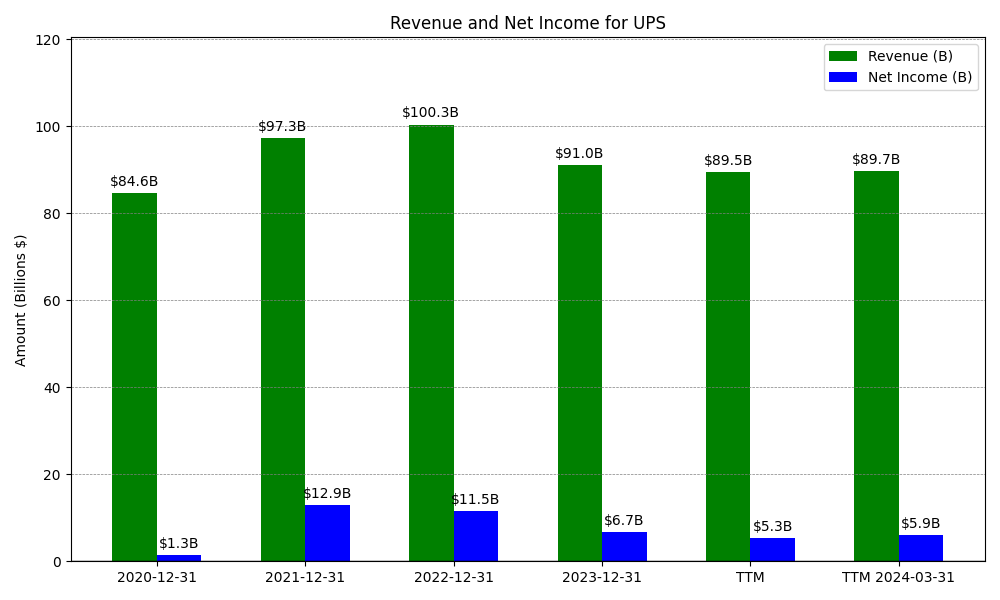 Revenue and Net Income for UPS
Revenue (B)
Net Income (B)
Amount (Billions $)
120
100
80
60
40
20
0
$84.6B
$1.3B
$97.3B
$12.9B
$100.3B
$11.5B
$91.0B
$6.7B
$89.5B
$5.3B
$89.7B
$5.9B
2020-12-31
2021-12-31
2022-12-31
2023-12-31
TTM
TTM 2024-03-31